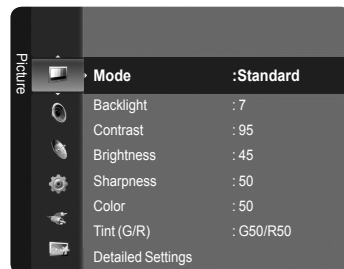 Picture
Mode :Standard
Backlight : 7
Contrast : 95
Brightness : 45
Sharpness : 50
Color : 50
Tint (G/R) : G50/R50
Detailed Settings